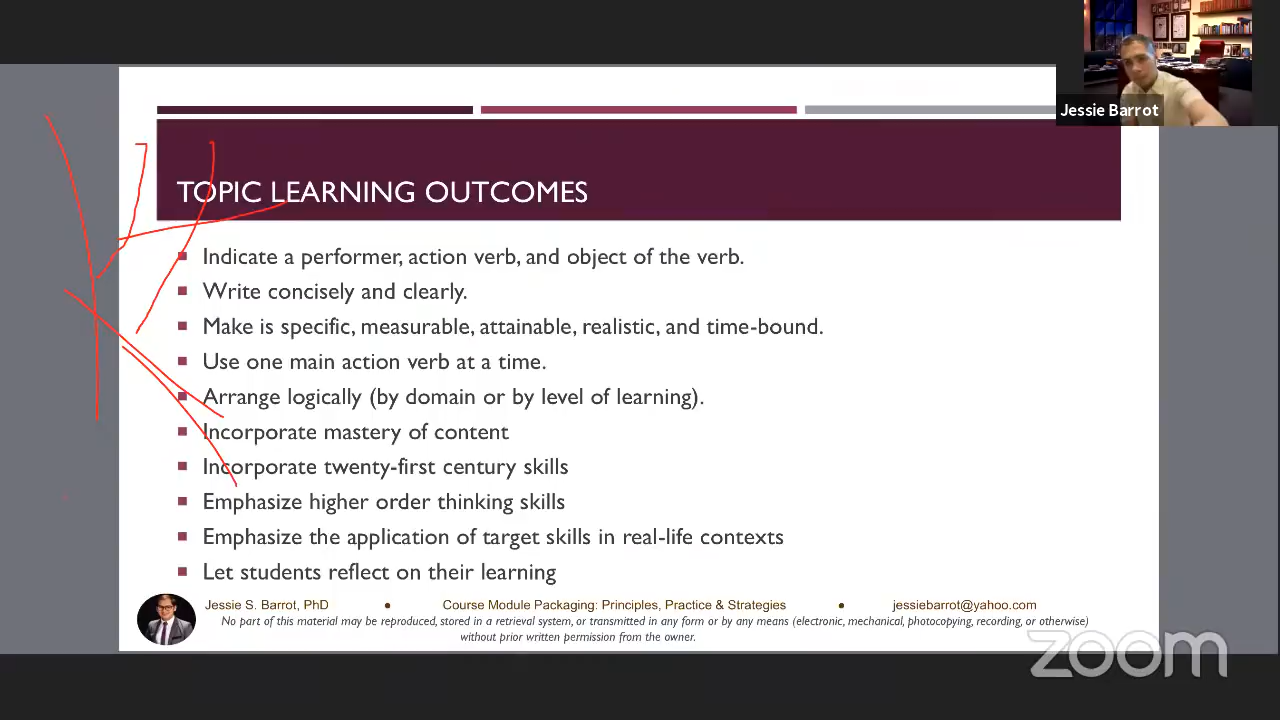 Jessie Barrot
TOPIC LEARNING OUTCOMES
Indicate a performer, action verb, and object of the verb.
Write concisely and clearly.
Make is specific, measurable, attainable, realistic, and time-bound.
Use one main action verb at a time.
Arrange logically (by domain or by level of learning).
Incorporate mastery of content
Incorporate twenty-first century skills
Emphasize higher order thinking skills
Emphasize the application of target skills in real-life contexts
Let students reflect on their learning
Jessie S. Barrot, PhD • Course Module Packaging: Principles, Practice & Strategies • jessiebarrot@yahoo.com
No part of this material may be reproduced, stored in a retrieval system, or transmitted in any form or by any means (electronic, mechanical, photocopying, recording, or otherwise)
without prior written permission from the owner.
zoom